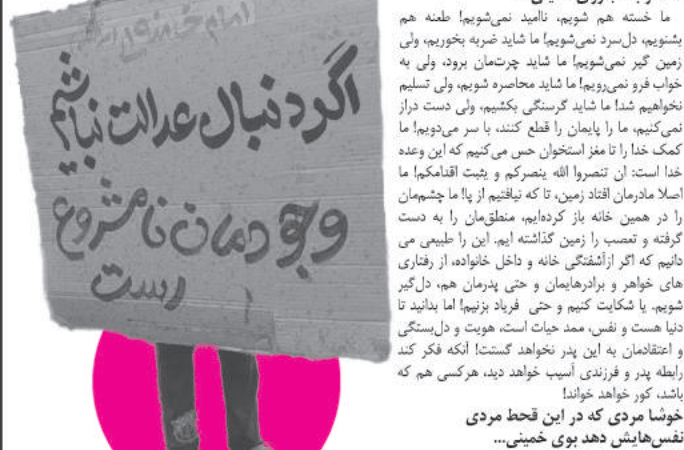 ما خسته هم شویم، ناامید نمی‌شویم! طعنه هم
بشنویم، دل‌سرد نمی‌شویم! ما شاید ضربه بخوریم، ولی
زمین گیر نمی‌شویم! ما شاید چرت‌مان برود، ولی به
خواب فرو نمی‌رویم! ما شاید محاصره شویم، ولی تسلیم
نخواهیم شد! ما شاید گرسنگی بکشیم، ولی دست دراز
نمی‌کنیم، ما را پایمان را قطع کنند، با سر می‌دویم! ما
کمک خدا را تا مغز استخوان حس می‌کنیم که این وعده
خدا است: ان تنصروا الله ینصرکم و یثبت اقدامکم! ما
اصلا مادرمان افتاد زمین، تا که نیافتیم از پا! ما چشم‌مان
را در همین خانه باز کرده‌ایم، منطق‌مان را به دست
گرفته و تعصب را زمین گذاشته ایم. این را طبیعی می
دانیم که اگر ازآشفتگی خانه و داخل خانواده، از رفتاری
های خواهر و برادرهایمان و حتی پدرمان هم، دل‌گیر
شویم. یا شکایت کنیم و حتی فریاد بزنیم! اما بدانید تا
دنیا هست و نفس، ممد حیات است، هویت و دل‌بستگی
و اعتقادمان به این پدر نخواهد گسست! آنکه فکر کند
رابطه پدر و فرزندی آسیب خواهد دید، هرکسی هم که
باشد، کور خواهد خواند!
خوشا مردی که در این قحط مردی
نفس‌هایش دهد بوی خمینی...
امام خمینی
اگر دنبال عدالت نباشیم
وجودمان نامشروع
است